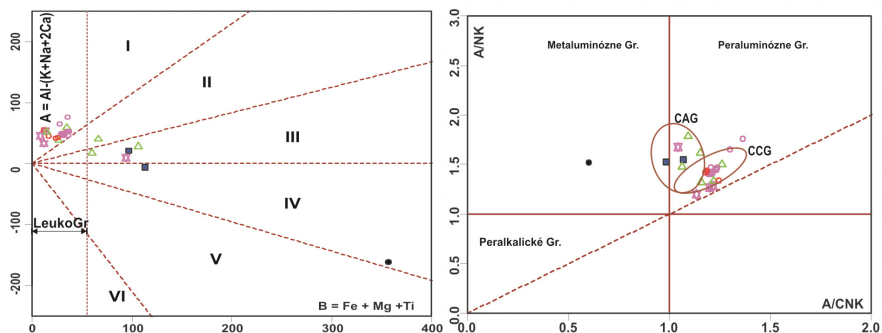 A = Al-(K+Na+2Ca)
200
100
0
-100
-200
I
II
III
IV
V
VI
LeukoGr
B = Fe + Mg +Ti
0
100
200
300
400
A/NK
3.0
2.5
2.0
1.5
1.0
0.5
0.0
Metaluminózne Gr.
Peraluminózne Gr.
CAG
CCG
Peralkalické Gr.
A/CNK
0.0
0.5
1.0
1.5
2.0